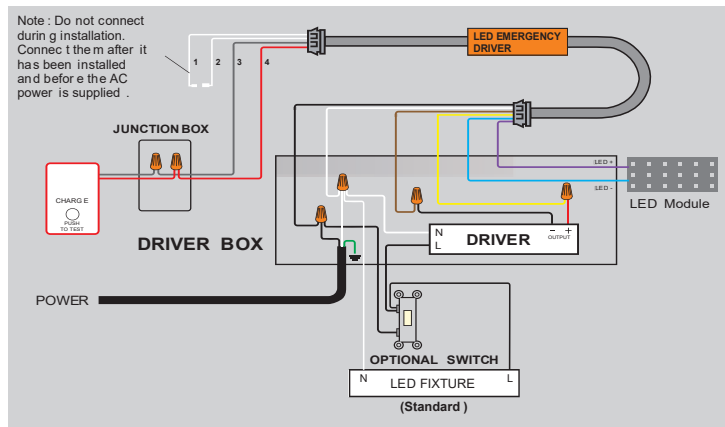 Note : Do not connect
durin g installation.
Connec t the m after it
has been installed
and befor e the AC
power is supplied .
1 2 3 4
LED EMERGENCY
DRIVER
JUNCTION BOX
CHARG E
PUSH
TO TEST
LED +
LED -
LED Module
DRIVER BOX
N
L
DRIVER
− +
OUTPUT
POWER
OPTIONAL SWITCH
N LED FIXTURE L
(Standard )